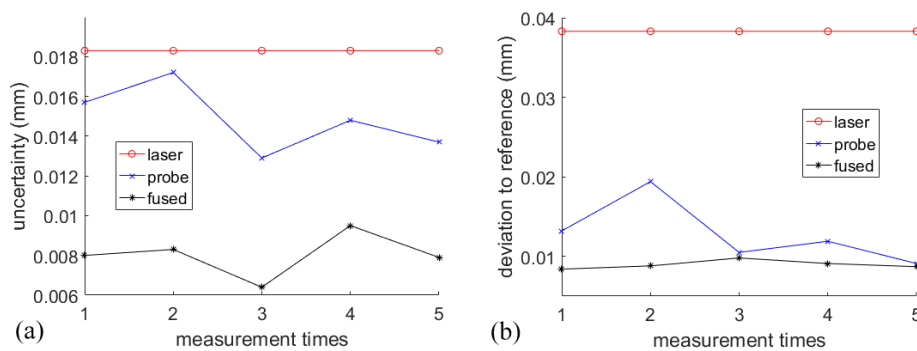 0.018
0.016
0.014
0.012
0.01
0.008
0.006
uncertainty (mm)
laser
probe
fused
1 2 3 4 5
measurement times
(a)
0.04
0.03
0.02
0.01
deviation to reference (mm)
laser
probe
fused
1 2 3 4 5
measurement times
(b)